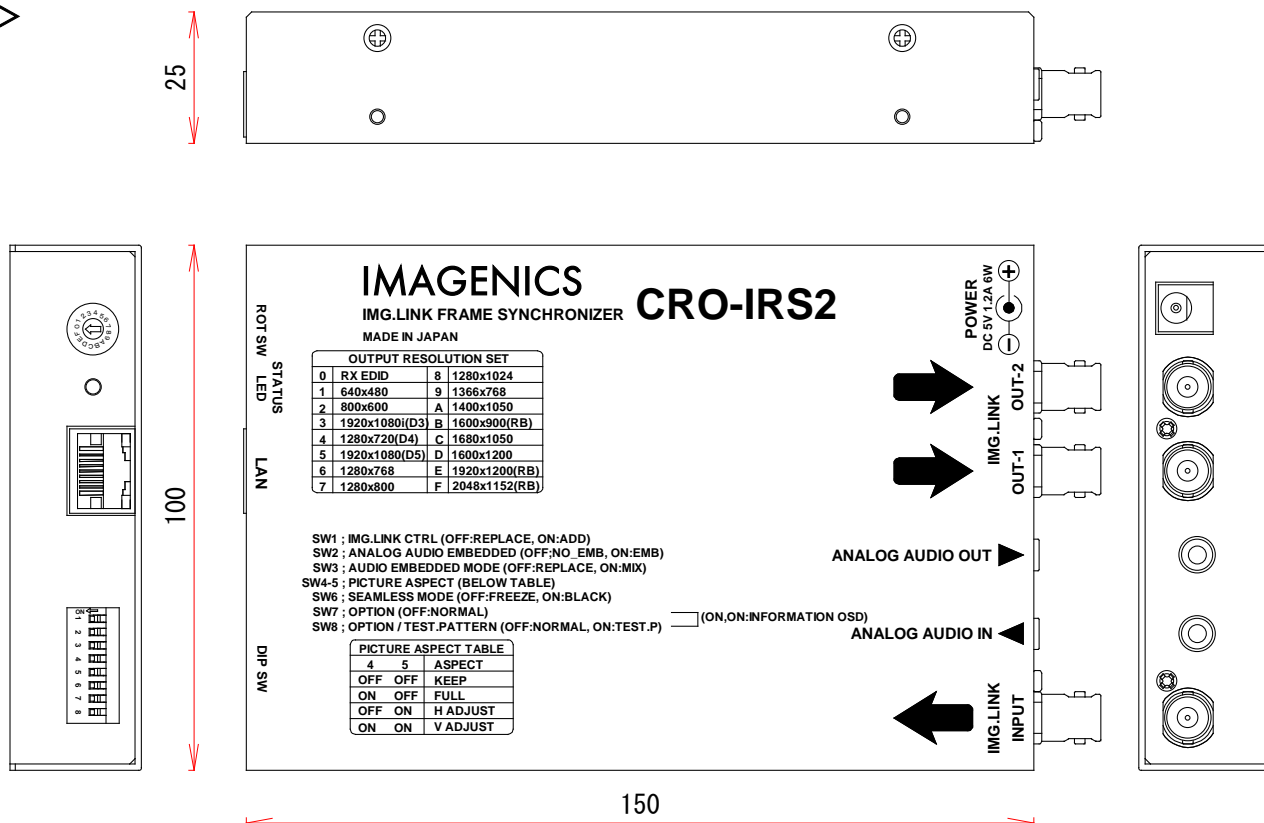 25
IMAGENICS
IMG.LINK FRAME SYNCHRONIZER CRO-IRS2
MADE IN JAPAN
POWER
DC 5V 1.2A 6W
ROT SW
STATUS
LED
LAN
DIP SW
OUTPUT RESOLUTION SET
0 RX EDID 8 1280x1024
1 640x480 9 1366x768
2 800x600 A 1400x1050
3 1920x1080i(D3) B 1600x900(RB)
4 1280x720(D4) C 1680x1050
5 1920x1080(D5) D 1600x1200
6 1280x768 E 1920x1200(RB)
7 1280x800 F 2048x1152(RB)
IMG.LINK
OUT-2
OUT-1
SW1 ; IMG.LINK CTRL (OFF:REPLACE, ON:ADD)
SW2 ; ANALOG AUDIO EMBEDDED (OFF;NO_EMB, ON:EMB)
SW3 ; AUDIO EMBEDDED MODE (OFF:REPLACE, ON:MIX)
SW4-5 ; PICTURE ASPECT (BELOW TABLE)
SW6 ; SEAMLESS MODE (OFF:FREEZE, ON:BLACK)
SW7 ; OPTION (OFF:NORMAL)
SW8 ; OPTION / TEST.PATTERN (OFF:NORMAL, ON:TEST.P)
(ON,ON:INFORMATION OSD)
ANALOG AUDIO OUT
ANALOG AUDIO IN
PICTURE ASPECT TABLE
4 5 ASPECT
OFF OFF KEEP
ON OFF FULL
OFF ON H ADJUST
ON ON V ADJUST
IMG.LINK
INPUT
0123456789ABCDEF
ON
1
2
3
4
5
6
7
8
100
150